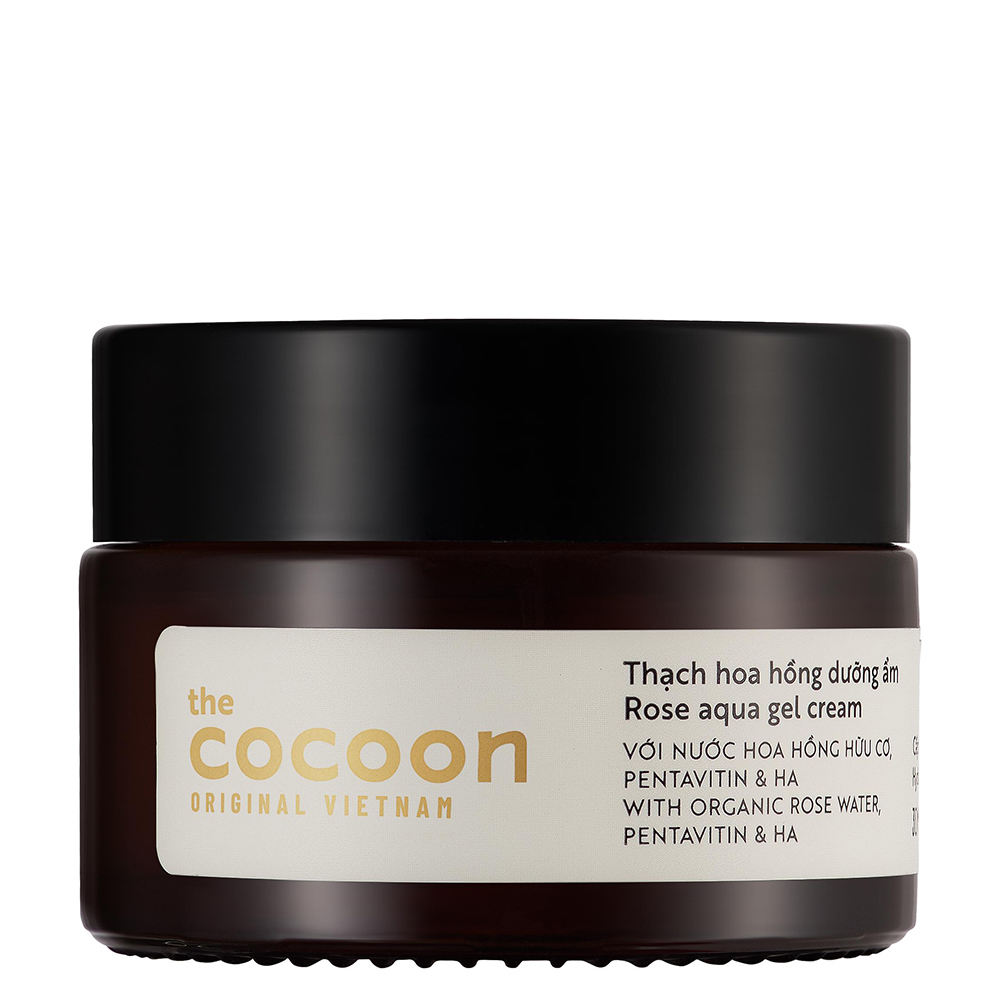 the
cocoon
ORIGINAL VIETNAM
Thạch hoa hồng dưỡng ẩm
Rose aqua gel cream
VỚI NƯỚC HOA HỒNG HỮU CƠ,
PENTAVITIN & HA
WITH ORGANIC ROSE WATER,
PENTAVITIN & HA